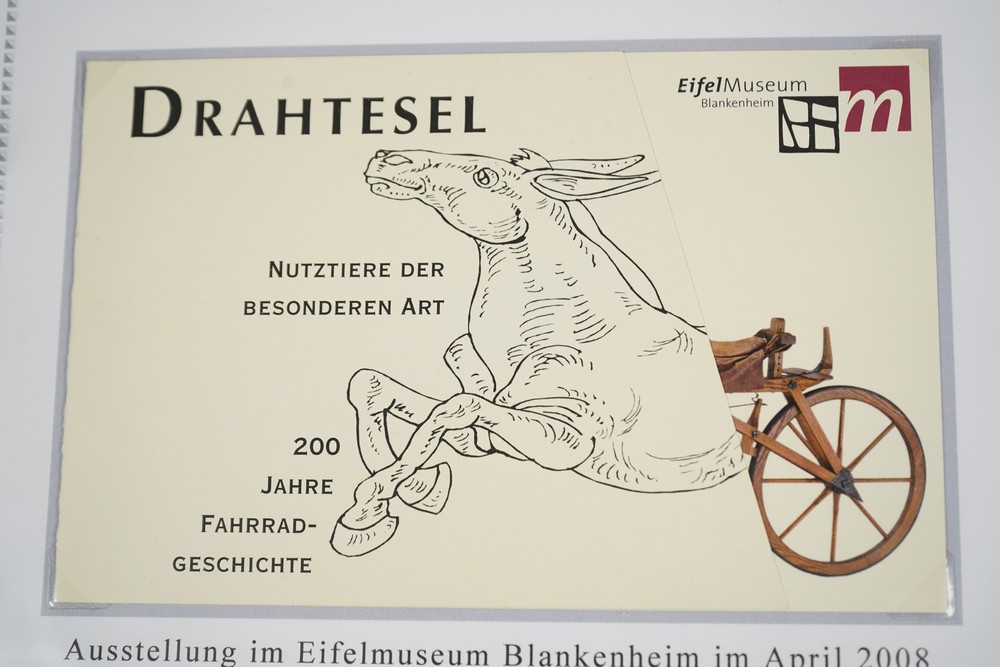 DRAHTESEL
EifelMuseum
Blankenheim
m
NUTZTIERE DER
BESONDEREN ART
200
JAHRE
FAHRRAD-
GESCHICHTE
Ausstellung im Eifelmuseum Blankenheim im April 2008